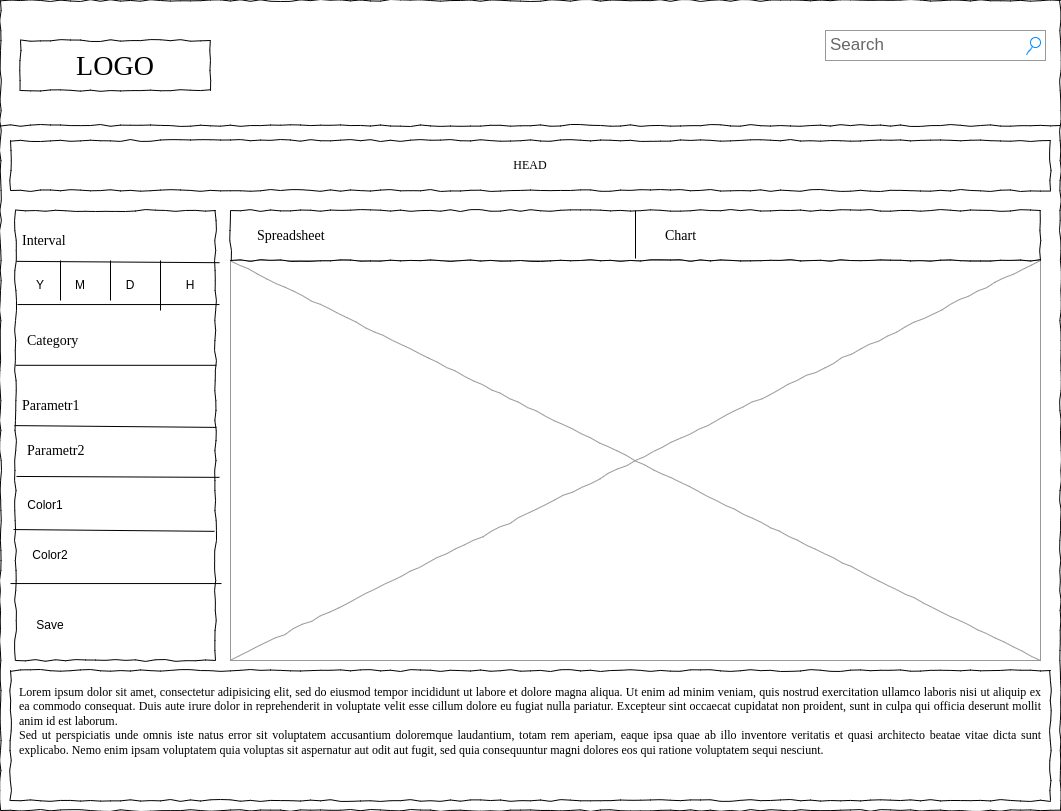 LOGO
Search
HEAD
Interval
Y M D H
Category
Parametr1
Parametr2
Color1
Color2
Save
Spreadsheet Chart
Lorem ipsum dolor sit amet, consectetur adipisicing elit, sed do eiusmod tempor incididunt ut labore et dolore magna aliqua. Ut enim ad minim veniam, quis nostrud exercitation ullamco laboris nisi ut aliquip ex
ea commodo consequat. Duis aute irure dolor in reprehenderit in voluptate velit esse cillum dolore eu fugiat nulla pariatur. Excepteur sint occaecat cupidatat non proident, sunt in culpa qui officia deserunt mollit
anim id est laborum.
Sed ut perspiciatis unde omnis iste natus error sit voluptatem accusantium doloremque laudantium, totam rem aperiam, eaque ipsa quae ab illo inventore veritatis et quasi architecto beatae vitae dicta sunt
explicabo. Nemo enim ipsam voluptatem quia voluptas sit aspernatur aut odit aut fugit, sed quia consequuntur magni dolores eos qui ratione voluptatem sequi nesciunt.